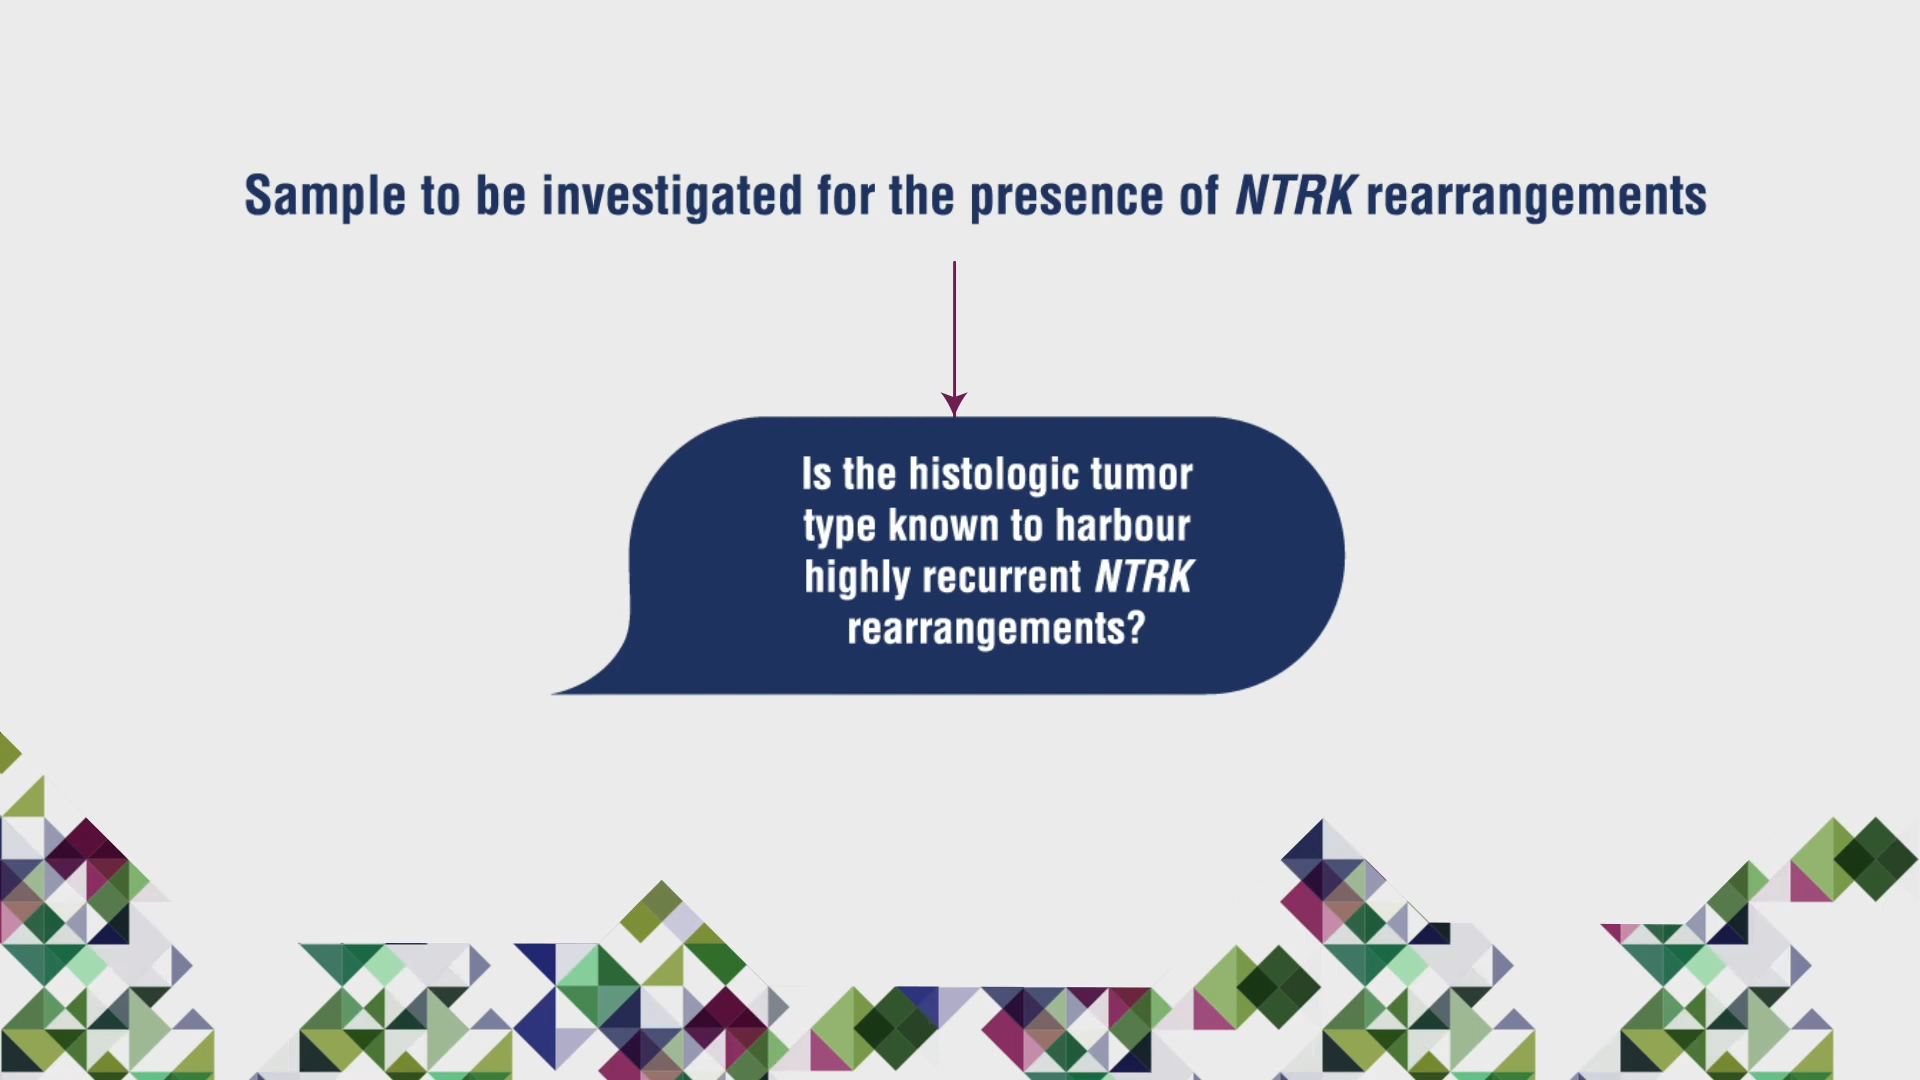 Sample to be investigated for the presence of NTRK rearrangements
Is the histologic tumor
type known to harbour
highly recurrent NTRK
rearrangements?